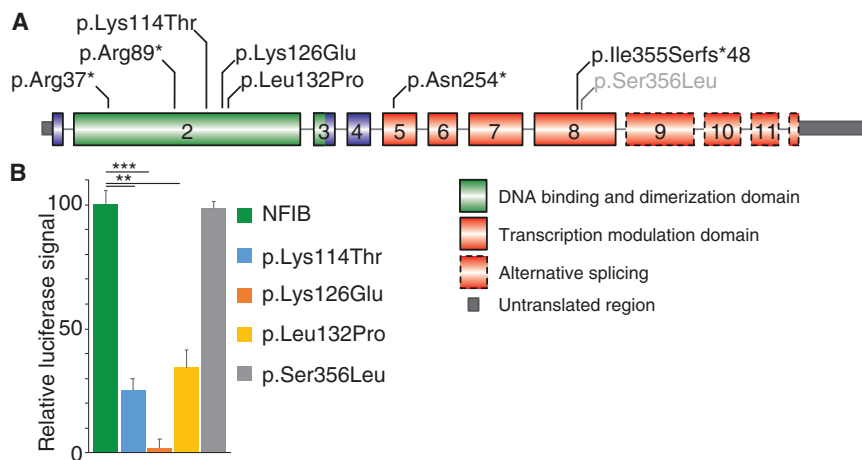 A
p.Lys114Thr
p.Arg89*
p.Lys126Glu
p.Ile355Serfs*48
p.Arg37*
p.Leu132Pro
p.Asn254*
p.Ser356Leu
2 3 4 5 6 7 8 9 10 11
B
Relative luciferase signal
100
50
0
***
**
NFIB
p.Lys114Thr
p.Lys126Glu
p.Leu132Pro
p.Ser356Leu
DNA binding and dimerization domain
Transcription modulation domain
Alternative splicing
Untranslated region